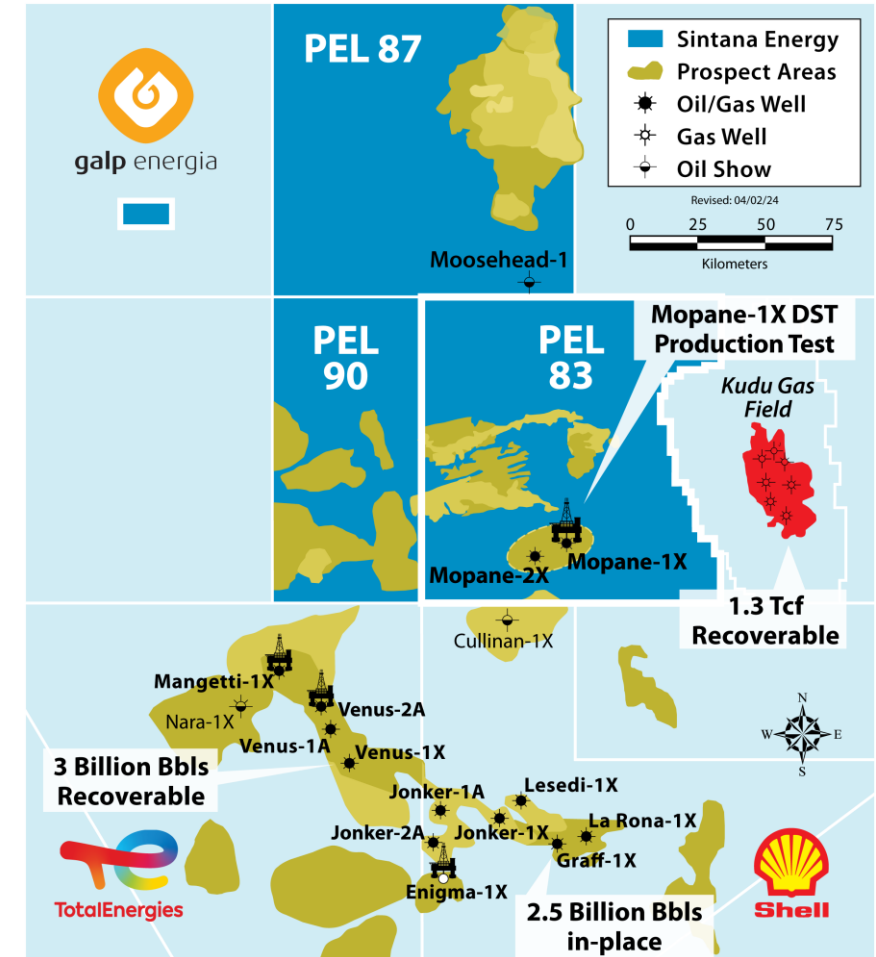 PEL 87
galp energia
Sintana Energy
Prospect Areas
Oil/Gas Well
Gas Well
Oil Show
Revised: 04/02/24
0 25 50 75
Kilometers
Moosehead-1
PEL
90
PEL
83
Mopane-1X DST
Production Test
Kudu Gas
Field
Mopane-2X
Mopane-1X
1.3 Tcf
Recoverable
Cullinan-1X
Mangetti-1X
Nara-1X
Venus-2A
Venus-1A
Venus-1X
3 Billion Bbls
Recoverable
N
W
E
S
Jonker-1A
Lesedi-1X
Jonker-2A
Jonker-1X
La Rona-1X
Graff-1X
Enigma-1X
TotalEnergies
2.5 Billion Bbls
in-place
Shell